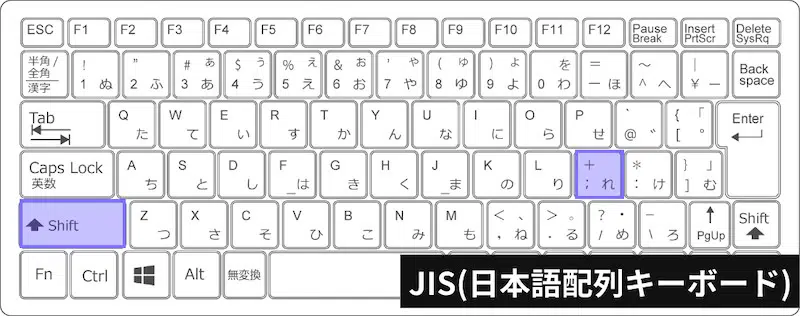 ESC F1 F2 F3 F4 F5 F6 F7 F8 F9 F10 F11 F12 Pause Break Insert PrtScr Delete SysRq
半角/全角 漢字 ! 1 ぬ " 2 ふ # ぁ 3 あ $ ぅ 4 う % ぇ 5 え & ぉ 6 お ' ゃ 7 や ( ゅ 8 ゆ ) ょ 9 よ を 0 わ = ー ほ ～ ^ へ | ¥ ー Back space
Tab Q た W て E い R す T か Y ん U な I に O ら P せ ` @ ゛ { 「 [ ° Enter
Caps Lock 英数 A ち S と D し F _ は G き H く J _ ま K の L り + ; れ * : け } 」 ] む
Shift Z つ X さ C そ V ひ B こ N み M も < 、 , ね > 。 . る ? ・ / め _ \ ろ PgUp Shift
Fn Ctrl Alt 無変換
JIS(日本語配列キーボード)